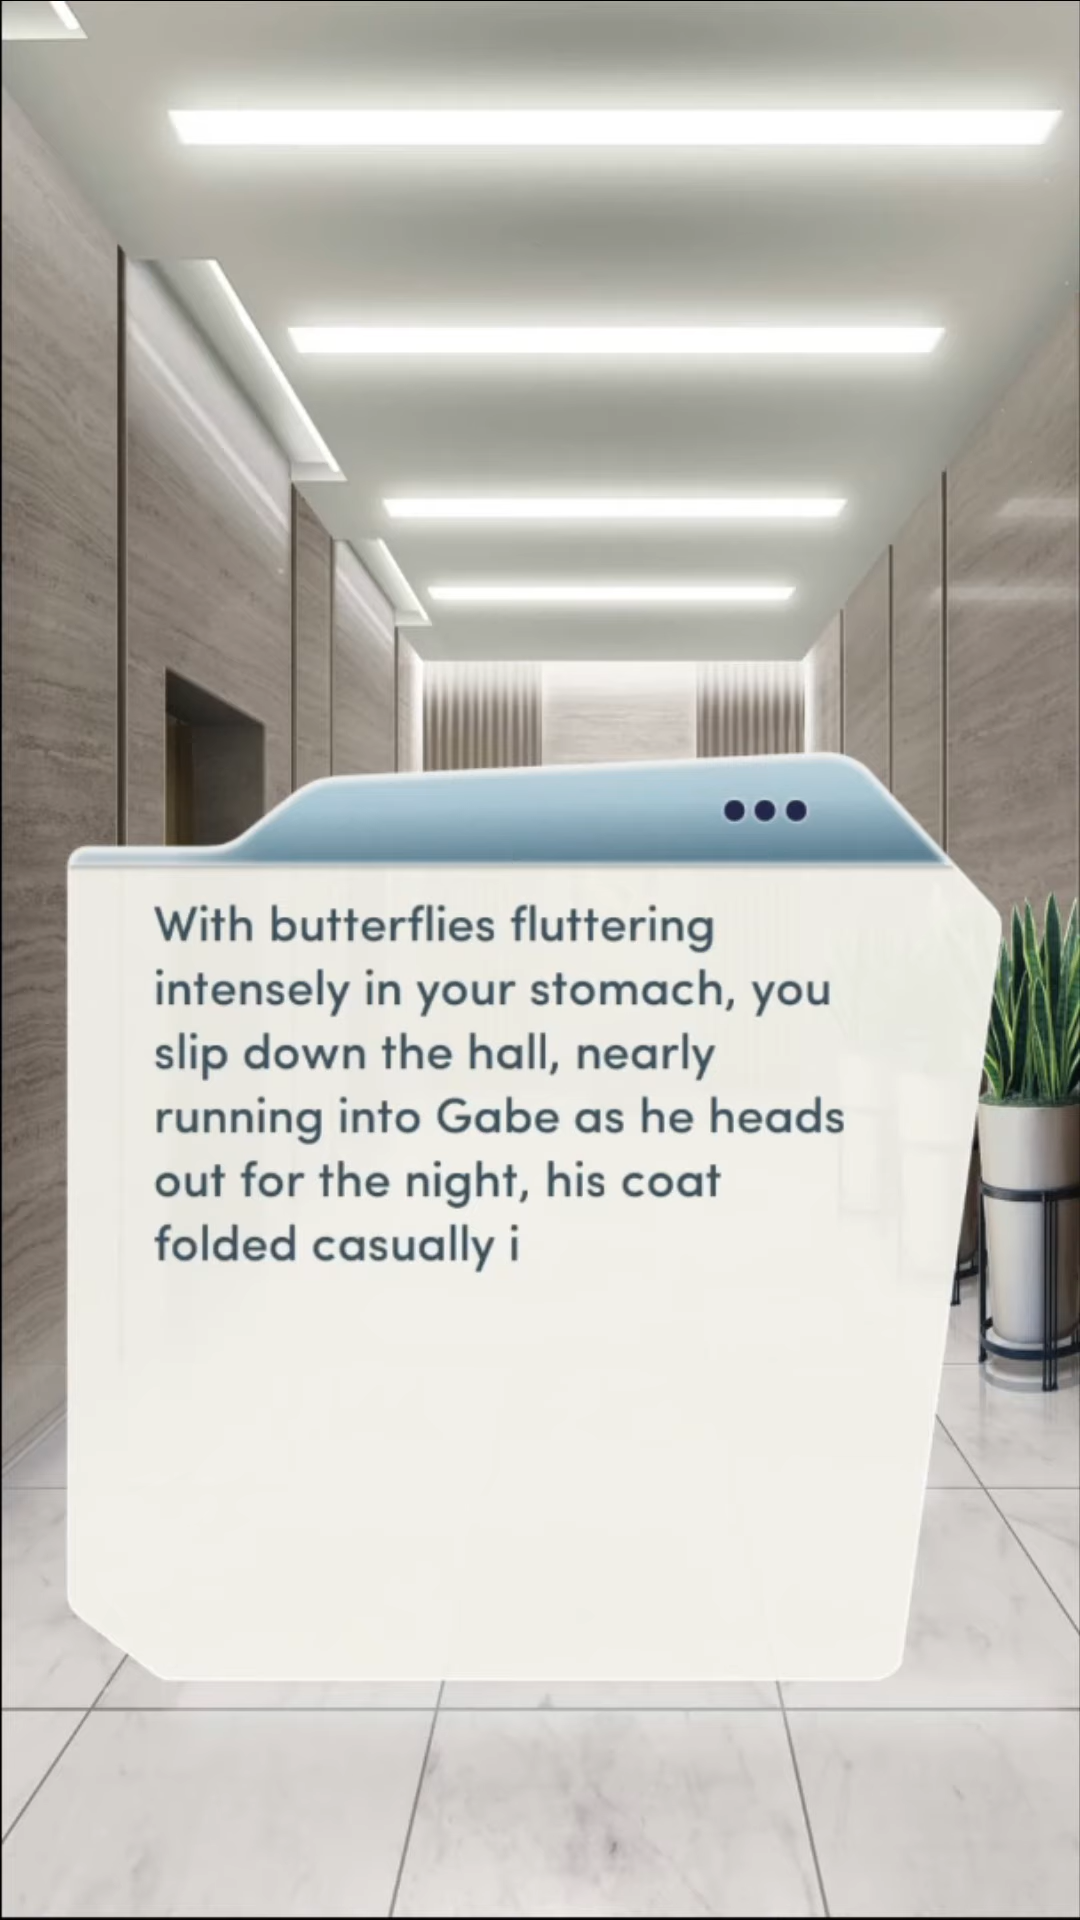 With butterflies fluttering
intensely in your stomach, you
slip down the hall, nearly
running into Gabe as he heads
out for the night, his coat
folded casually i